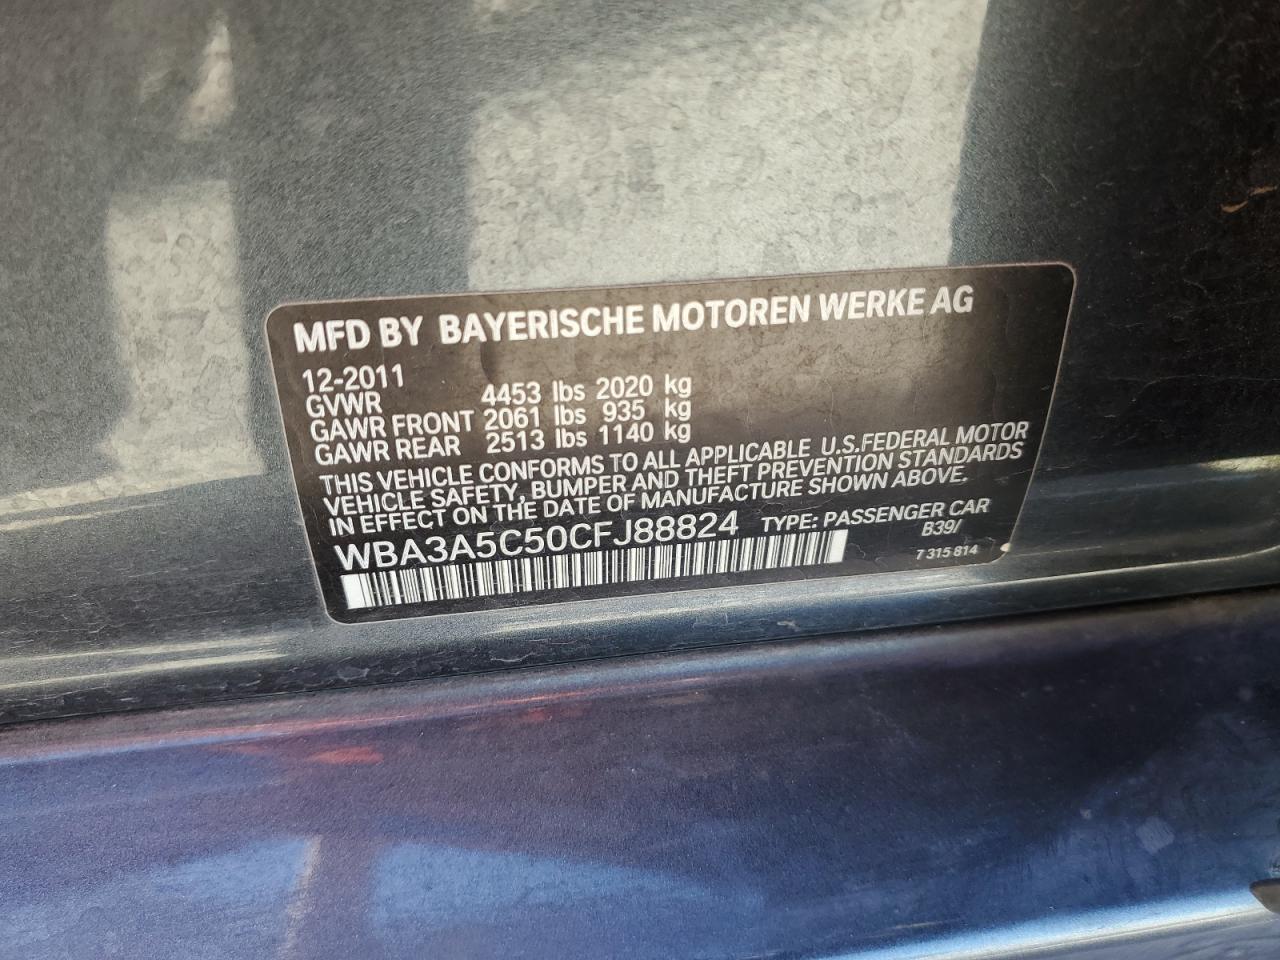 MFD BY BAYERISCHE MOTOREN WERKE AG
12-2011
GVWR 4453 lbs 2020 kg
GAWR FRONT 2061 lbs 935 kg
GAWR REAR 2513 lbs 1140 kg
THIS VEHICLE CONFORMS TO ALL APPLICABLE U.S.FEDERAL MOTOR
VEHICLE SAFETY, BUMPER AND THEFT PREVENTION STANDARDS
IN EFFECT ON THE DATE OF MANUFACTURE SHOWN ABOVE.
WBA3A5C50CFJ88824 TYPE: PASSENGER CAR
B39/
7 315 814